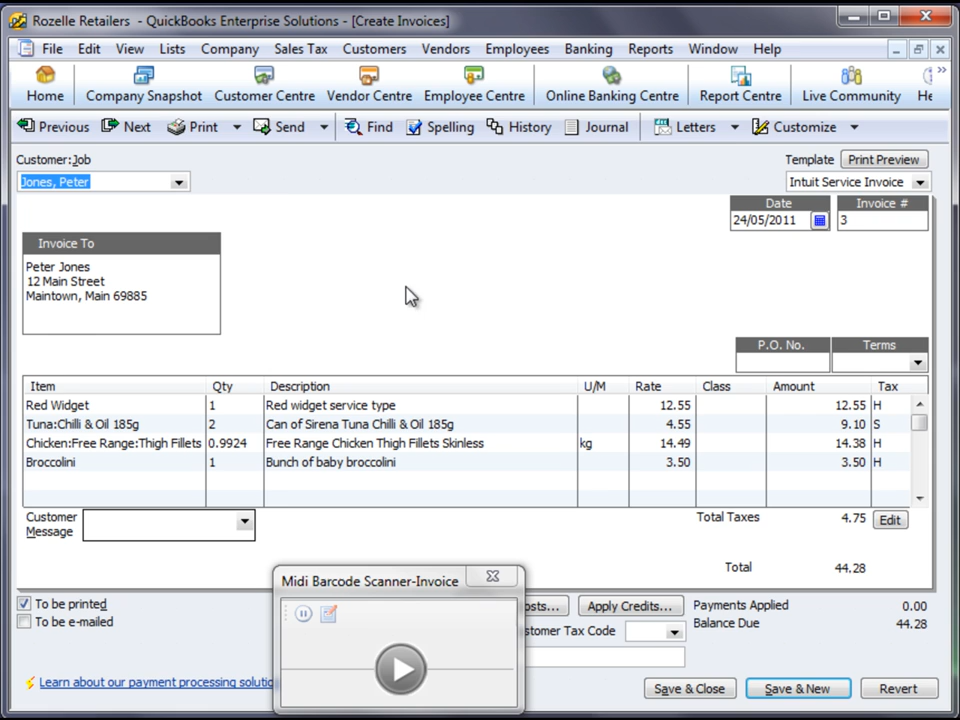 Rozelle Retailers - QuickBooks Enterprise Solutions - [Create Invoices]
File Edit View Lists Company Sales Tax Customers Vendors Employees Banking Reports Window Help
Home Company Snapshot Customer Centre Vendor Centre Employee Centre Online Banking Centre Report Centre Live Community He
Previous Next Print Send Find Spelling History Journal Letters Customize
Customer:Job Template Print Preview
Jones, Peter Intuit Service Invoice
Date Invoice #
24/05/2011 3
Invoice To
Peter Jones
12 Main Street
Maintown, Main 69885
P.O. No. Terms
Item Qty Description U/M Rate Class Amount Tax
Red Widget 1 Red widget service type 12.55 12.55 H
Tuna:Chilli & Oil 185g 2 Can of Sirena Tuna Chilli & Oil 185g 4.55 9.10 S
Chicken:Free Range:Thigh Fillets 0.9924 Free Range Chicken Thigh Fillets Skinless kg 14.49 14.38 H
Broccolini 1 Bunch of baby broccolini 3.50 3.50 H
Customer Message Total Taxes 4.75 Edit
Total 44.28
Midi Barcode Scanner-Invoice
To be printed osts... Apply Credits... Payments Applied 0.00
To be e-mailed stomer Tax Code Balance Due 44.28
Learn about our payment processing solutio
Save & Close Save & New Revert